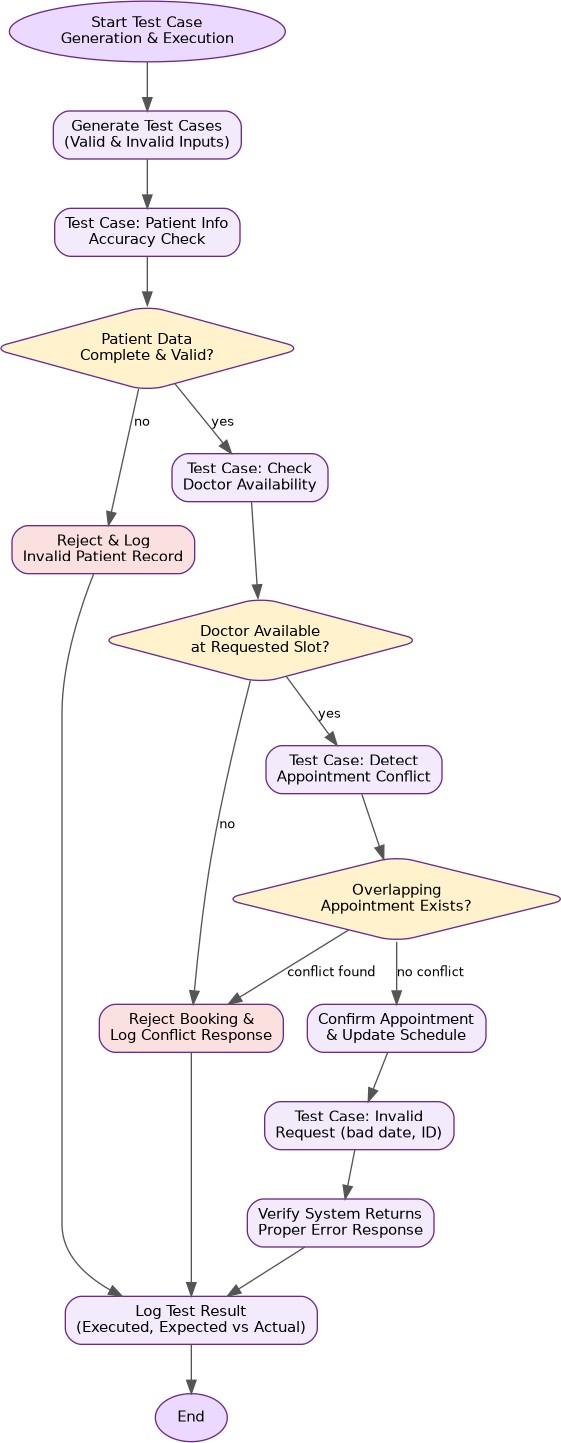 Start Test Case
Generation & Execution
Generate Test Cases
(Valid & Invalid Inputs)
Test Case: Patient Info
Accuracy Check
Patient Data
Complete & Valid?
no
yes
Test Case: Check
Doctor Availability
Reject & Log
Invalid Patient Record
Doctor Available
at Requested Slot?
yes
Test Case: Detect
Appointment Conflict
no
Overlapping
Appointment Exists?
conflict found
no conflict
Reject Booking &
Log Conflict Response
Confirm Appointment
& Update Schedule
Test Case: Invalid
Request (bad date, ID)
Verify System Returns
Proper Error Response
Log Test Result
(Executed, Expected vs Actual)
End